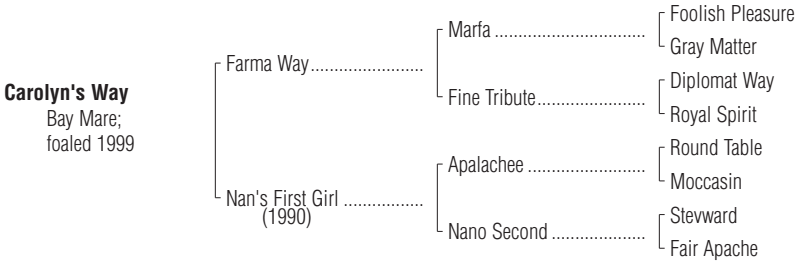 Carolyn's Way
Bay Mare;
foaled 1999
Farma Way........................
Nan's First Girl .................
(1990)
Marfa ................................
Fine Tribute.......................
Apalachee .........................
Nano Second ....................
Foolish Pleasure
Gray Matter
Diplomat Way
Royal Spirit
Round Table
Moccasin
Stevward
Fair Apache